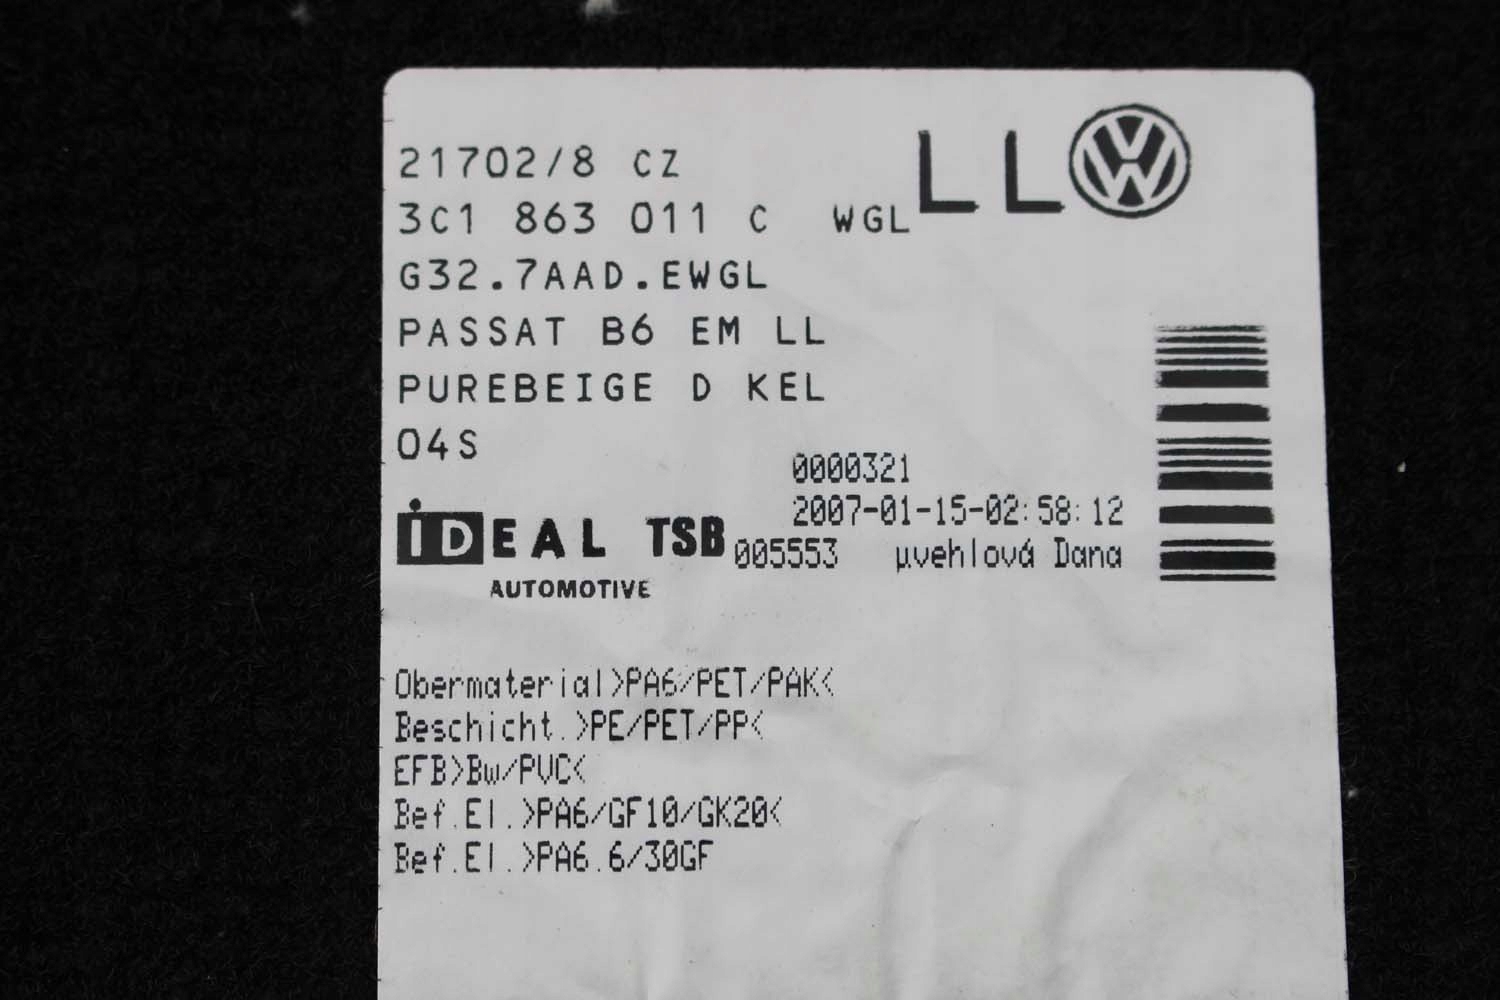 21702/8 CZ
LL
3C1 863 011 C WGL
G32.7AAD.EWGL
PASSAT B6 EM LL
PUREBEIGE D KEL
04S
0000321
2007-01-15-02:58:12
iDEAL TSB 005553 µvehlová Dana
AUTOMOTIVE
Obermaterial>PA6/PET/PAK<
Beschicht.>PE/PET/PP<
EFB>Bw/PVC<
Bef.El.>PA6/GF10/GK20<
Bef.El.>PA6.6/30GF